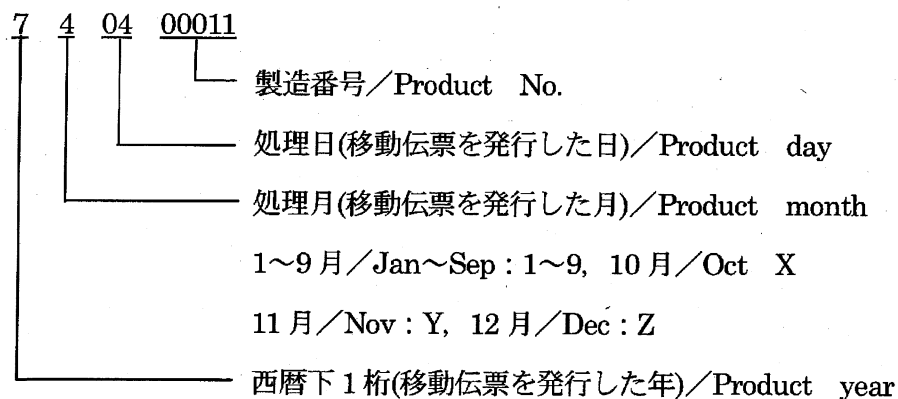 7 4 04 00011
製造番号／Product No.
処理日(移動伝票を発行した日)／Product day
処理月(移動伝票を発行した月)／Product month
1～9月／Jan～Sep : 1～9, 10月／Oct X
11月／Nov : Y, 12月／Dec : Z
西暦下1桁(移動伝票を発行した年)／Product year